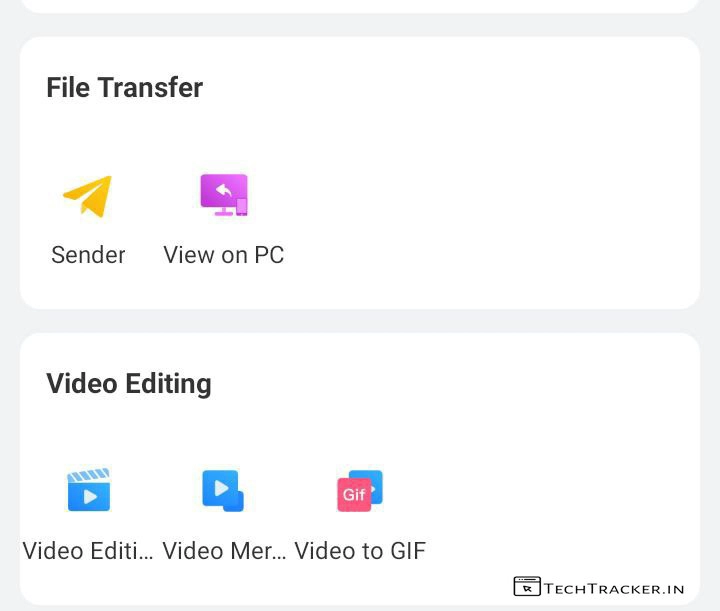 File Transfer
Sender
View on PC
Video Editing
Gif
Video Editi...
Video Mer...
Video to GIF
TECHTRACKER.IN